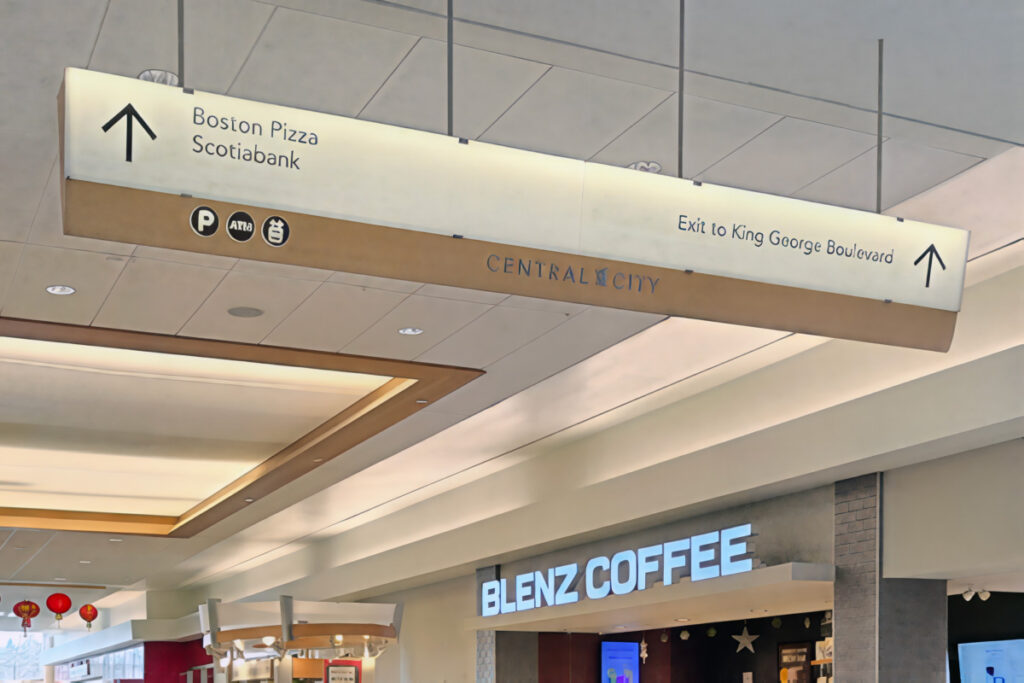 Boston Pizza
Scotiabank
P
ATM
Exit to King George Boulevard
CENTRAL CITY
BLENZ COFFEE